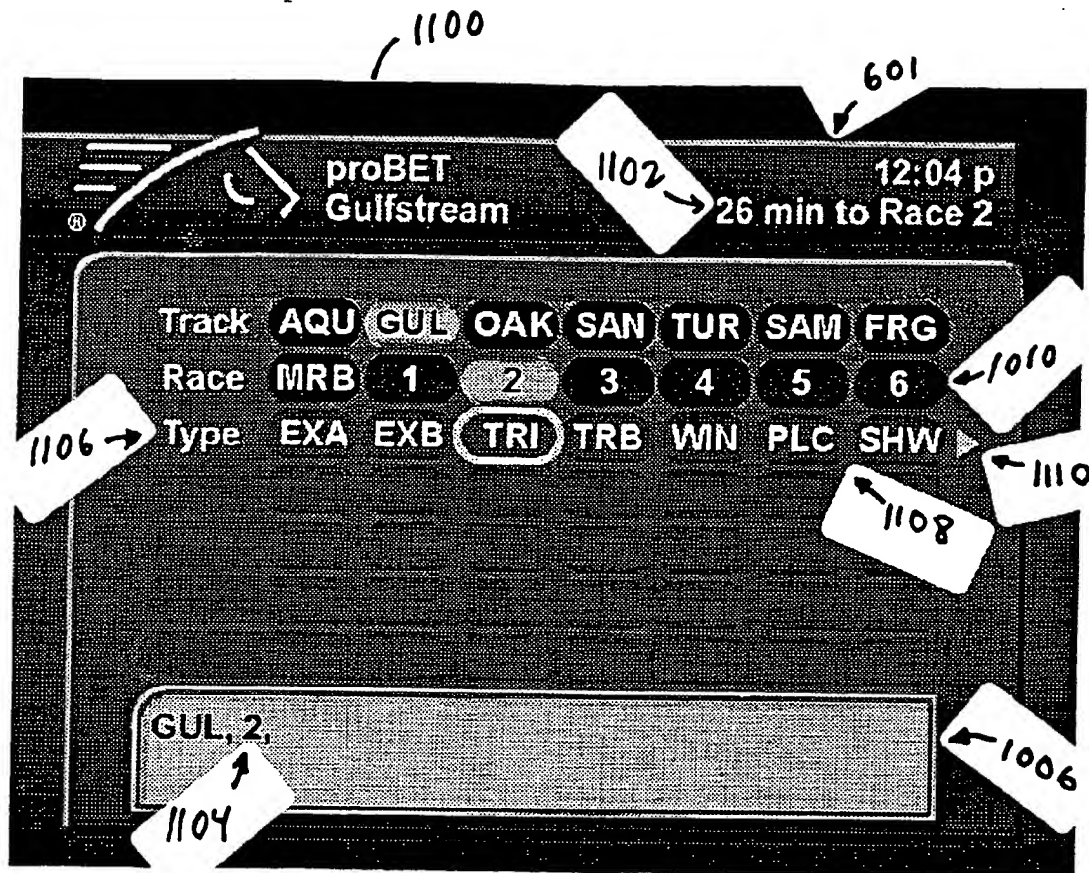 1100
601
proBET
Gulfstream
1102
12:04 p
26 min to Race 2
®
Track AQU GUL OAK SAN TUR SAM FRG
Race MRB 1 2 3 4 5 6
1010
1106
Type EXA EXB TRI TRB WIN PLC SHW
1110
1108
GUL, 2,
1006
1104